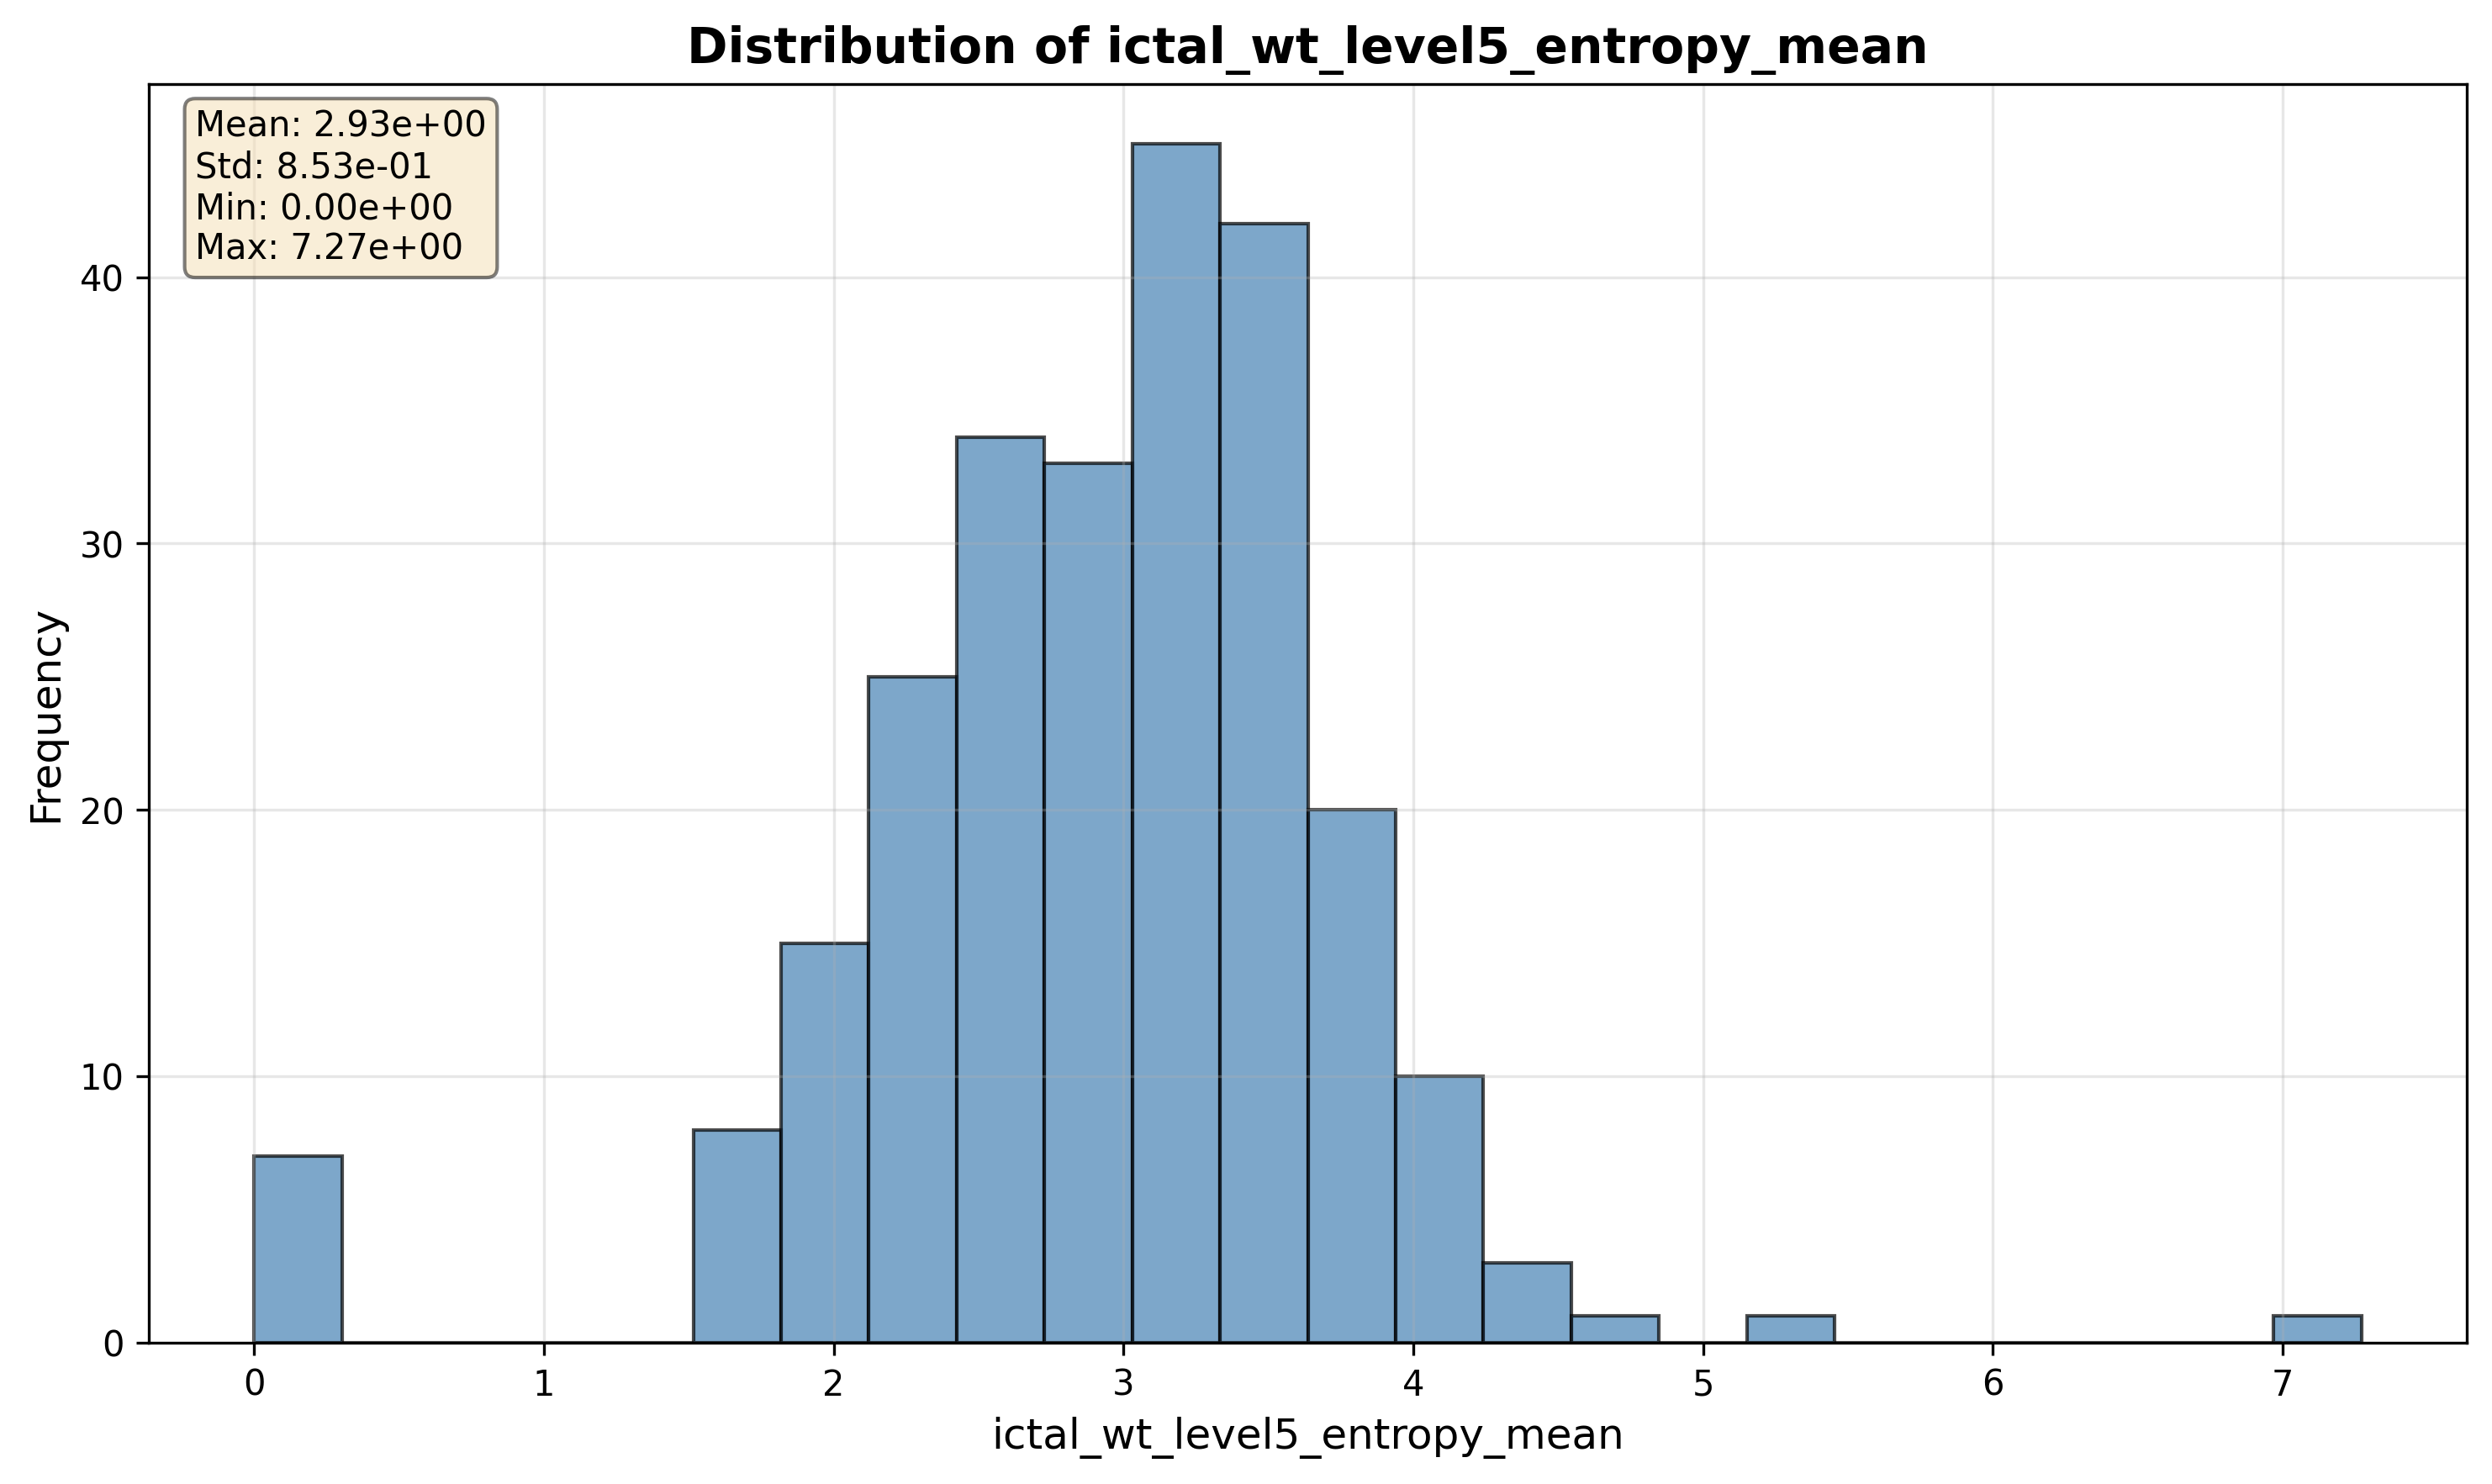 Distribution of ictal_wt_level5_entropy_mean
Mean: 2.93e+00
Std: 8.53e-01
Min: 0.00e+00
Max: 7.27e+00
Frequency
40
30
20
10
0
0 1 2 3 4 5 6 7
ictal_wt_level5_entropy_mean